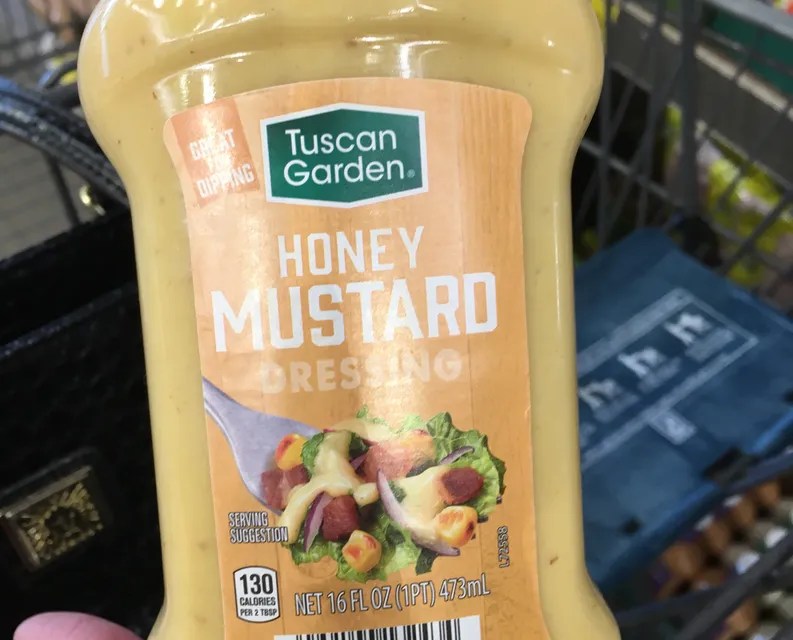 GREAT
DIPPING
Tuscan
Garden®
HONEY
MUSTARD
DRESSING
SERVING
SUGGESTION
130
CALORIES
PER 2 TBSP
NET 16 FL OZ (1PT) 473mL